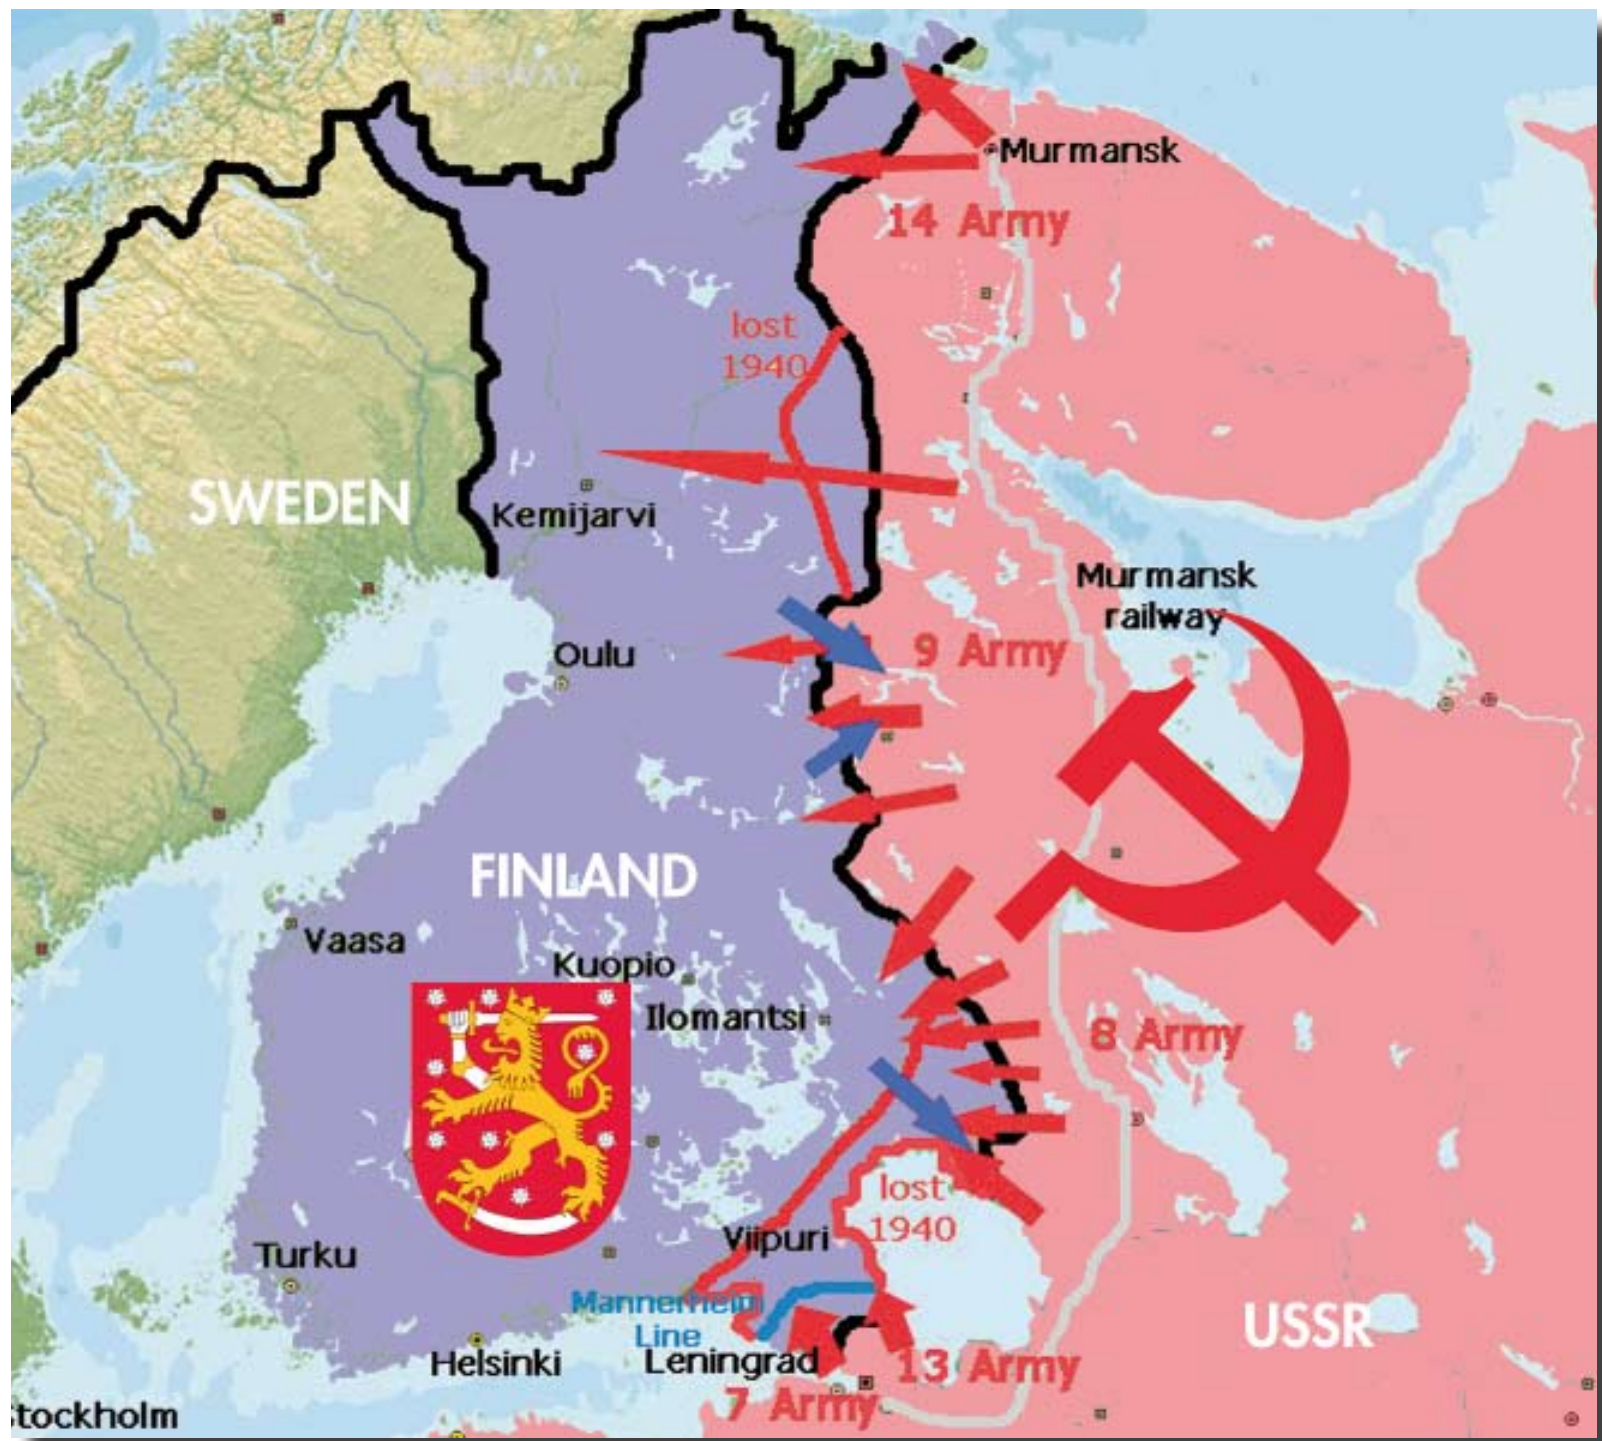 Murmansk
14 Army
lost
1940
SWEDEN
Kemijarvi
Murmansk
railway
Oulu
9 Army
FINLAND
Vaasa
Kuopio
Ilomantsi
8 Army
lost
1940
Viipuri
Turku
Mannerheim
Line
USSR
Helsinki
Leningrad
13 Army
7 Army
tockholm